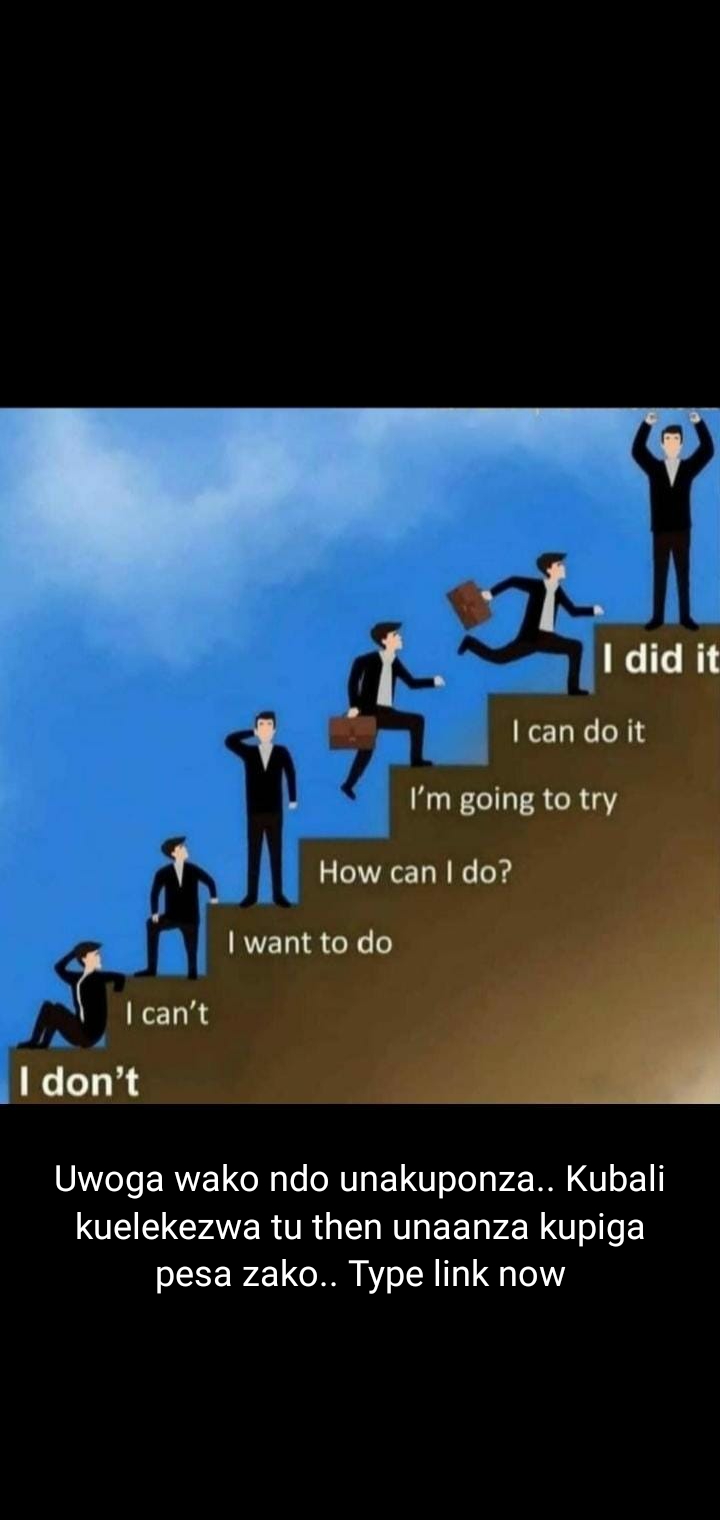 I did it
I can do it
I'm going to try
How can I do?
I want to do
I can't
I don't
Uwoga wako ndo unakuponza.. Kubali
kuelekezwa tu then unaanza kupiga
pesa zako.. Type link now